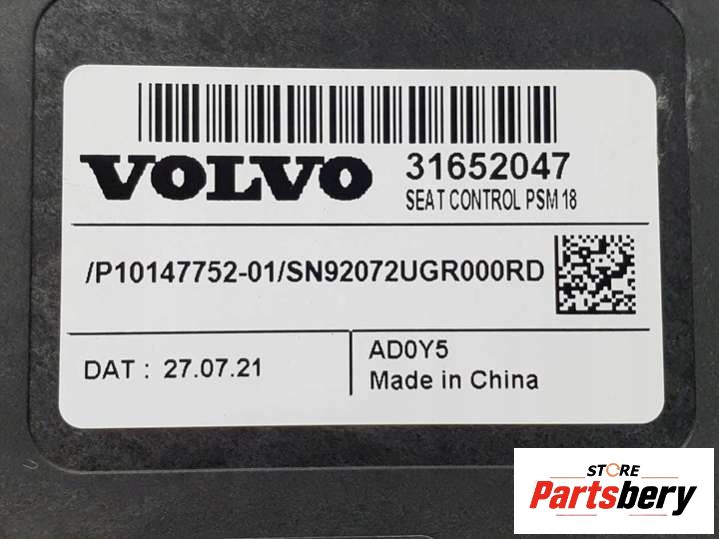 VOLVO 31652047
SEAT CONTROL PSM 18
/P10147752-01/SN92072UGR000RD
DAT : 27.07.21
AD0Y5
Made in China
STORE
Partsbery